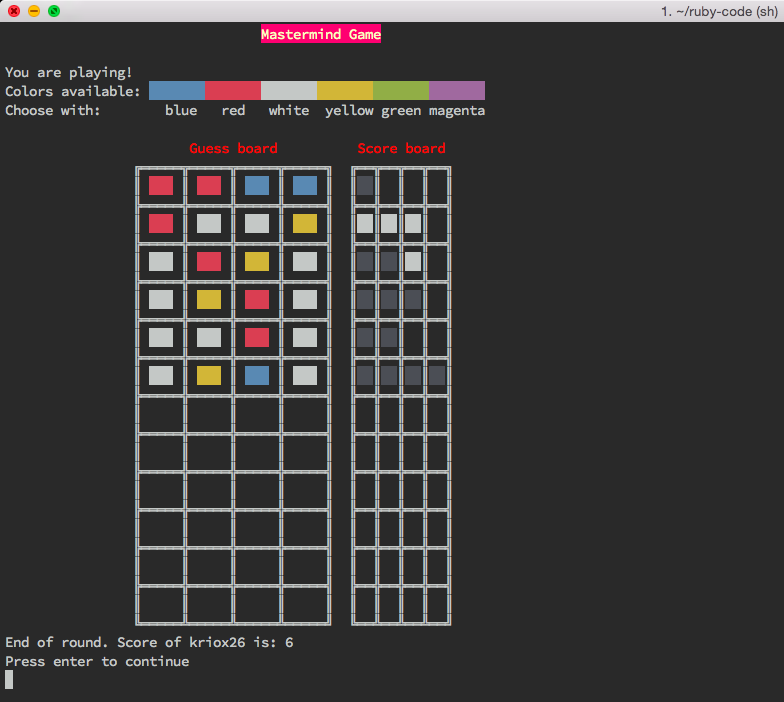 1. ~/ruby-code (sh)
Mastermind Game
You are playing!
Colors available:
Choose with: blue red white yellow green magenta
Guess board Score board
End of round. Score of kriox26 is: 6
Press enter to continue